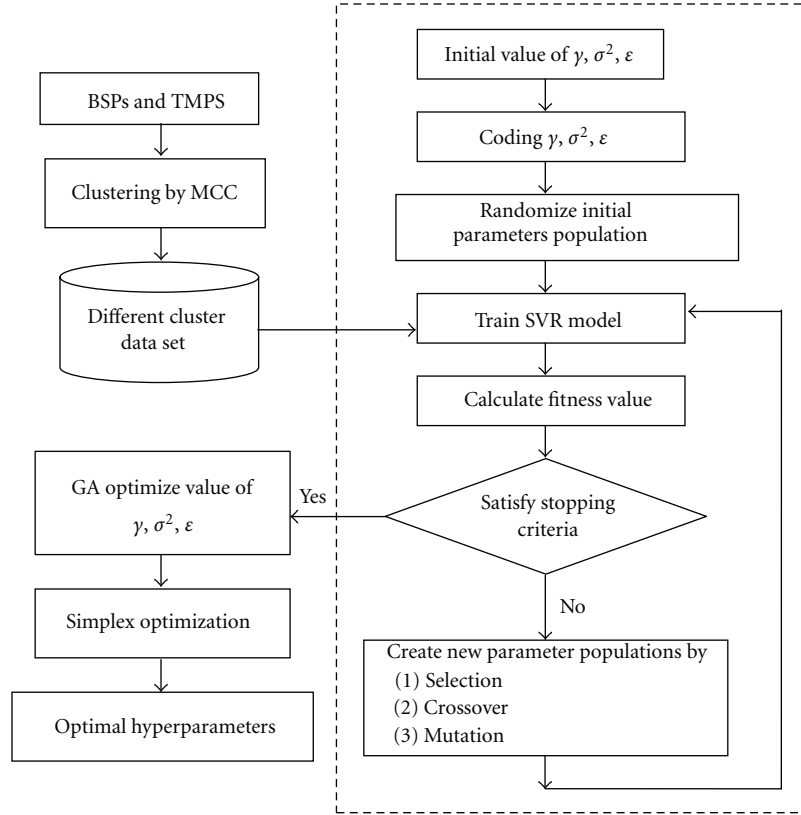 BSPs and TMPS
Clustering by MCC
Different cluster
data set
GA optimize value of
γ, σ², ε
Simplex optimization
Optimal hyperparameters
Initial value of γ, σ², ε
Coding γ, σ², ε
Randomize initial
parameters population
Train SVR model
Calculate fitness value
Satisfy stopping
criteria
Yes
No
Create new parameter populations by
(1) Selection
(2) Crossover
(3) Mutation